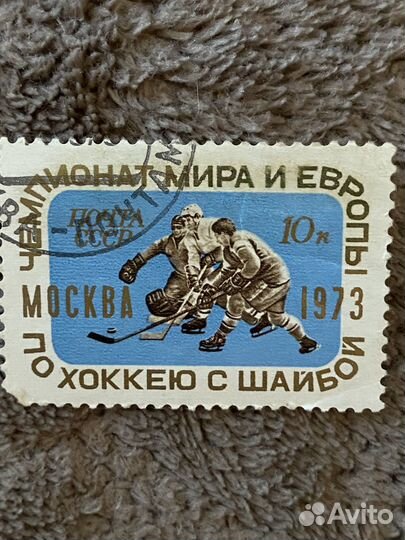 ЧЕМПИОНАТ МИРА И ЕВРОПЫ
ПОЧТА
СССР
10к
МОСКВА 1973
ПО ХОККЕЮ С ШАЙБОЙ
Avito